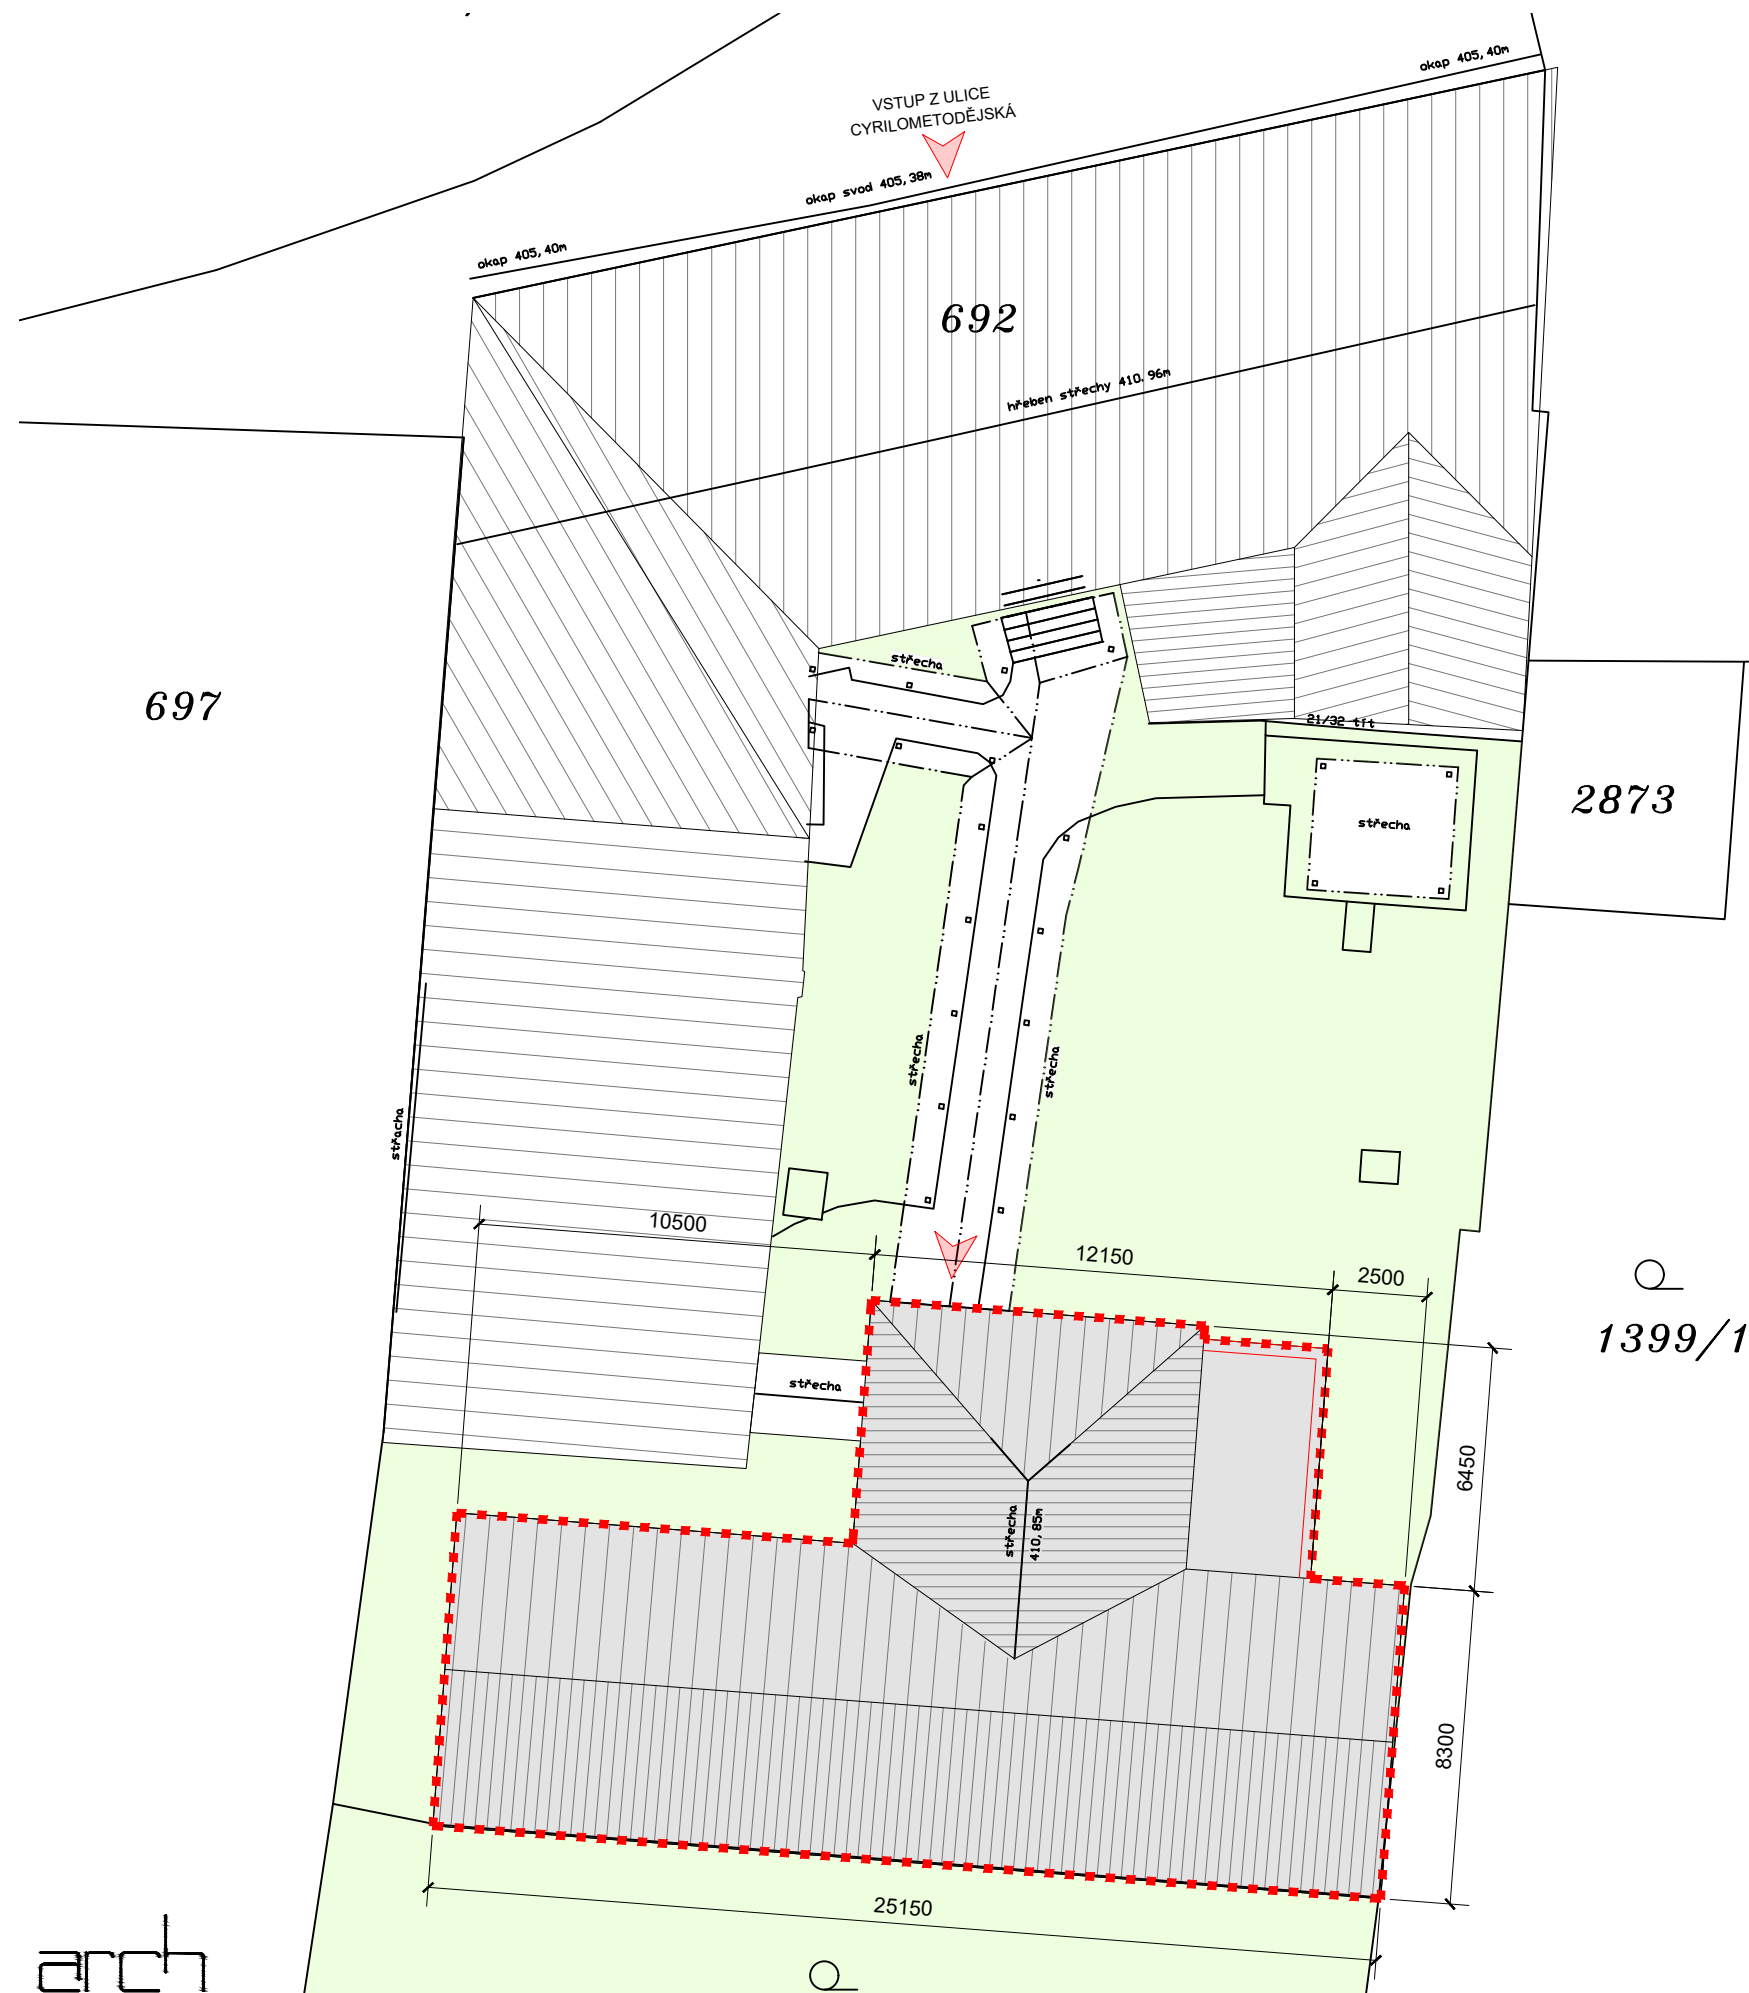 okap 405,40m
VSTUP Z ULICE
CYRILOMETODĚJSKÁ
okap svod 405,38m
okap 405,40m
692
hřeben střechy 410.96m
střecha
697
21/32 tít
2873
střecha
střecha
střecha
střacha
10500
12150
2500
1399/1
střecha
6450
střecha
410,85m
8300
25150
arch